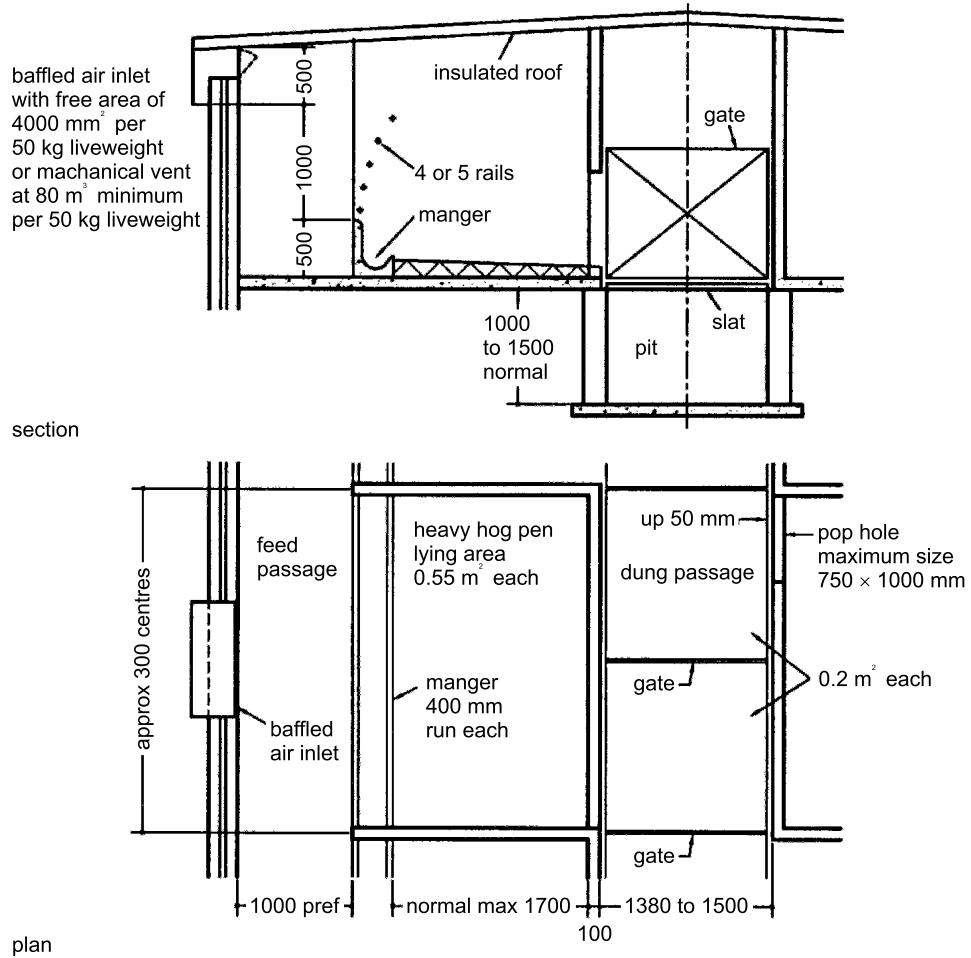 baffled air inlet
with free area of
4000 mm² per
50 kg liveweight
or machanical vent
at 80 m³ minimum
per 50 kg liveweight
500
1000
500
insulated roof
4 or 5 rails
manger
gate
slat
pit
1000
to 1500
normal
section
approx 300 centres
feed
passage
baffled
air inlet
heavy hog pen
lying area
0.55 m² each
manger
400 mm
run each
up 50 mm
dung passage
gate
gate
pop hole
maximum size
750 × 1000 mm
0.2 m² each
1000 pref
normal max 1700
100
1380 to 1500
plan